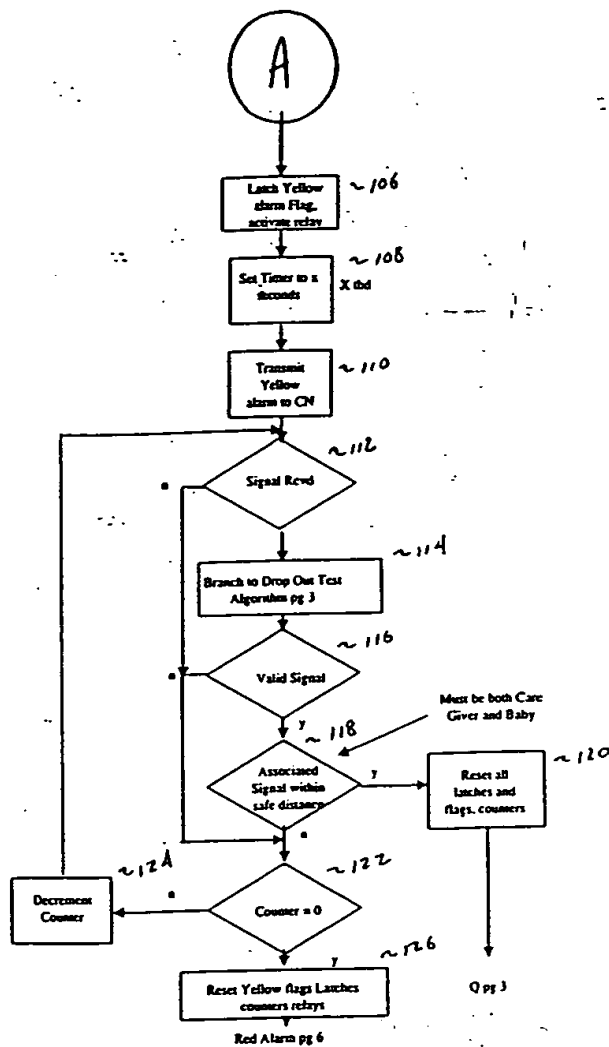 A
Latch Yellow
alarm Flag,
activate relay
~106
Set Timer to x
seconds
~108
X tbd
Transmit
Yellow
alarm to CN
~110
Signal Rcvd
~112
n
Branch to Drop Out Test
Algorithm pg 3
~114
Valid Signal
~116
n
y
Must be both Care
Giver and Baby
Associated
Signal within
safe distance
~118
y
n
Reset all
latches and
flags, counters
~120
Decrement
Counter
~124
n
Counter = 0
~122
y
Reset Yellow flags Latches
counters relays
~126
Q pg 3
Red Alarm pg 6